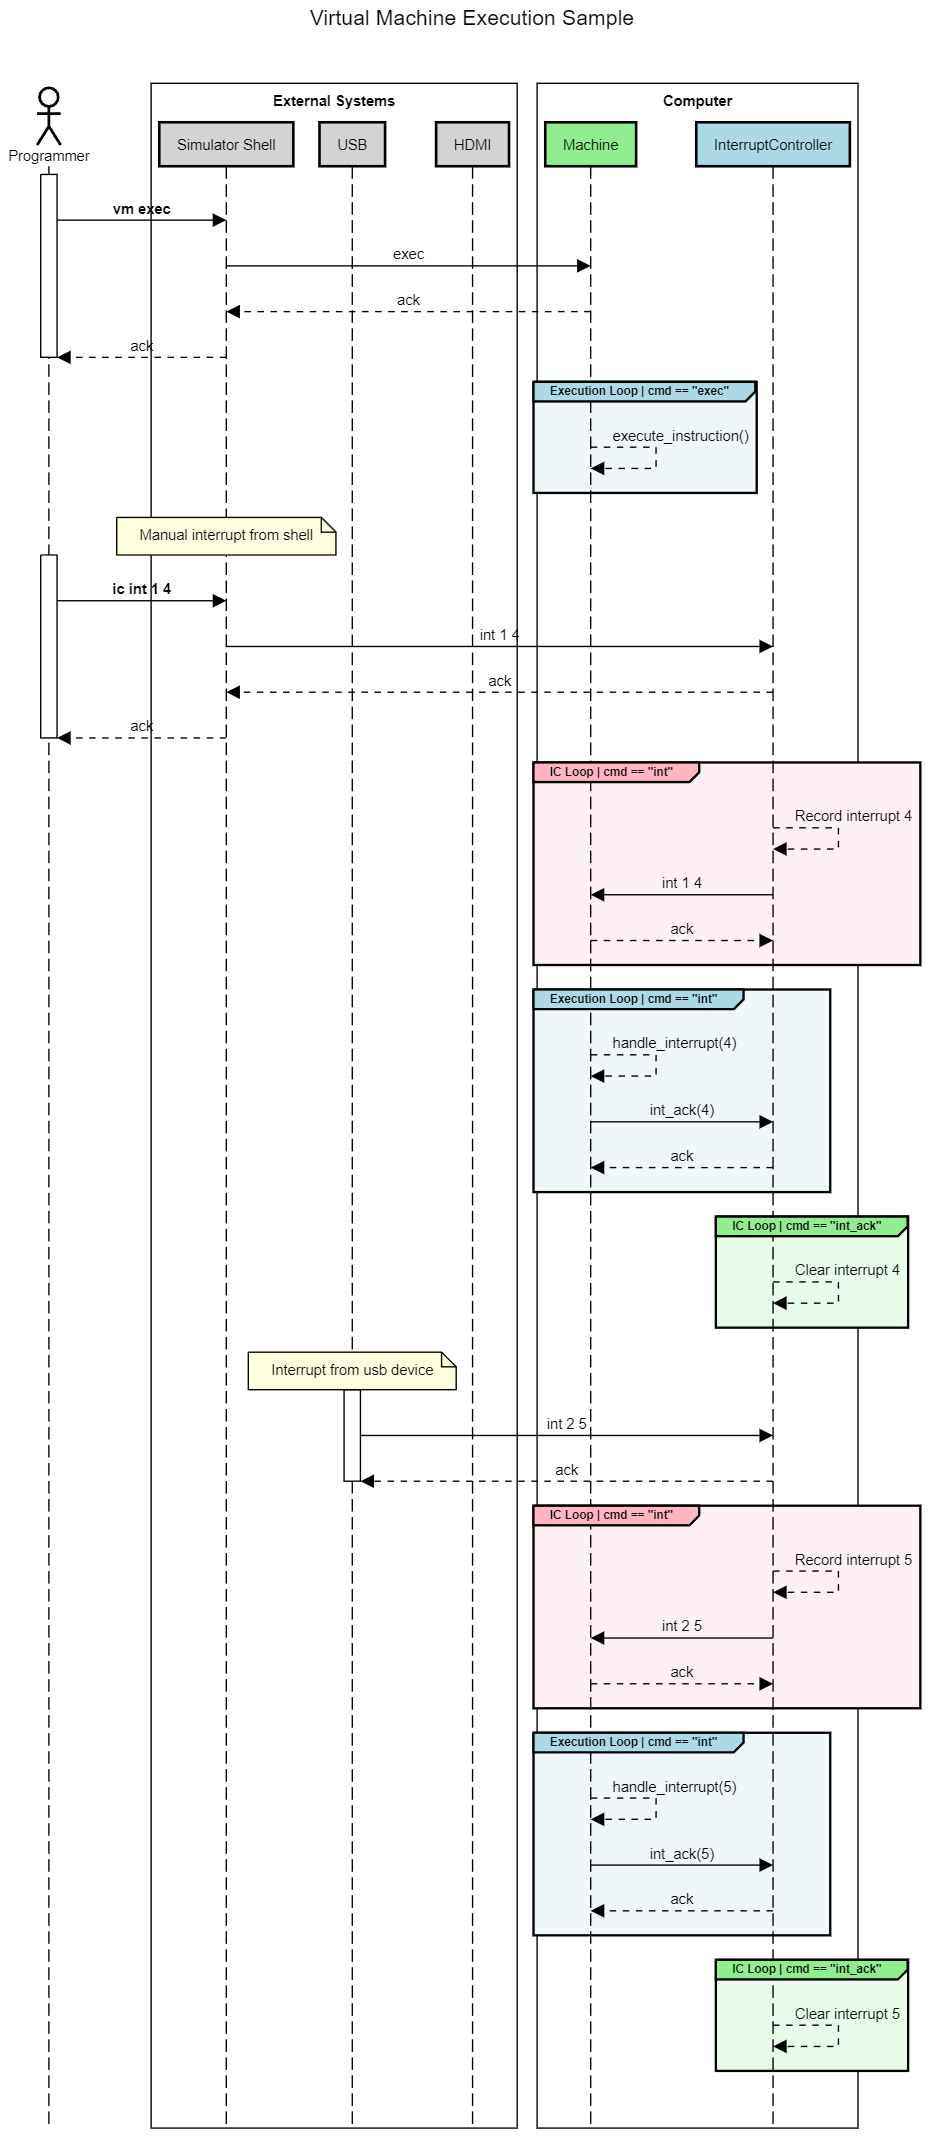 Virtual Machine Execution Sample
External Systems
Computer
Programmer
Simulator Shell
USB
HDMI
Machine
InterruptController
vm exec
exec
ack
ack
Execution Loop | cmd == "exec"
execute_instruction()
Manual interrupt from shell
ic int 1 4
int 1 4
ack
ack
IC Loop | cmd == "int"
Record interrupt 4
int 1 4
ack
Execution Loop | cmd == "int"
handle_interrupt(4)
int_ack(4)
ack
IC Loop | cmd == "int_ack"
Clear interrupt 4
Interrupt from usb device
int 2 5
ack
IC Loop | cmd == "int"
Record interrupt 5
int 2 5
ack
Execution Loop | cmd == "int"
handle_interrupt(5)
int_ack(5)
ack
IC Loop | cmd == "int_ack"
Clear interrupt 5